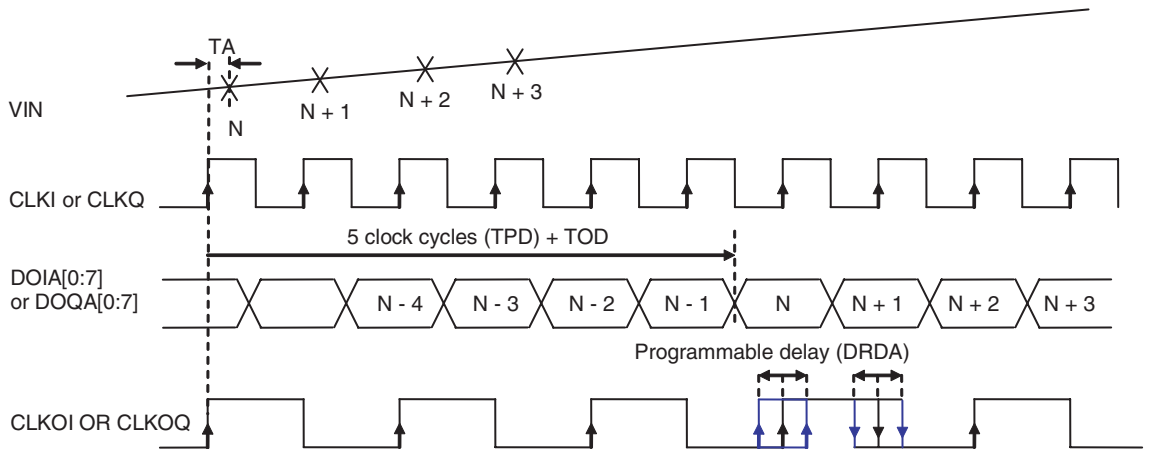 TA
VIN
N
N + 1
N + 2
N + 3
CLKI or CLKQ
5 clock cycles (TPD) + TOD
DOIA[0:7]
or DOQA[0:7]
N - 4
N - 3
N - 2
N - 1
N
N + 1
N + 2
N + 3
Programmable delay (DRDA)
CLKOI OR CLKOQ